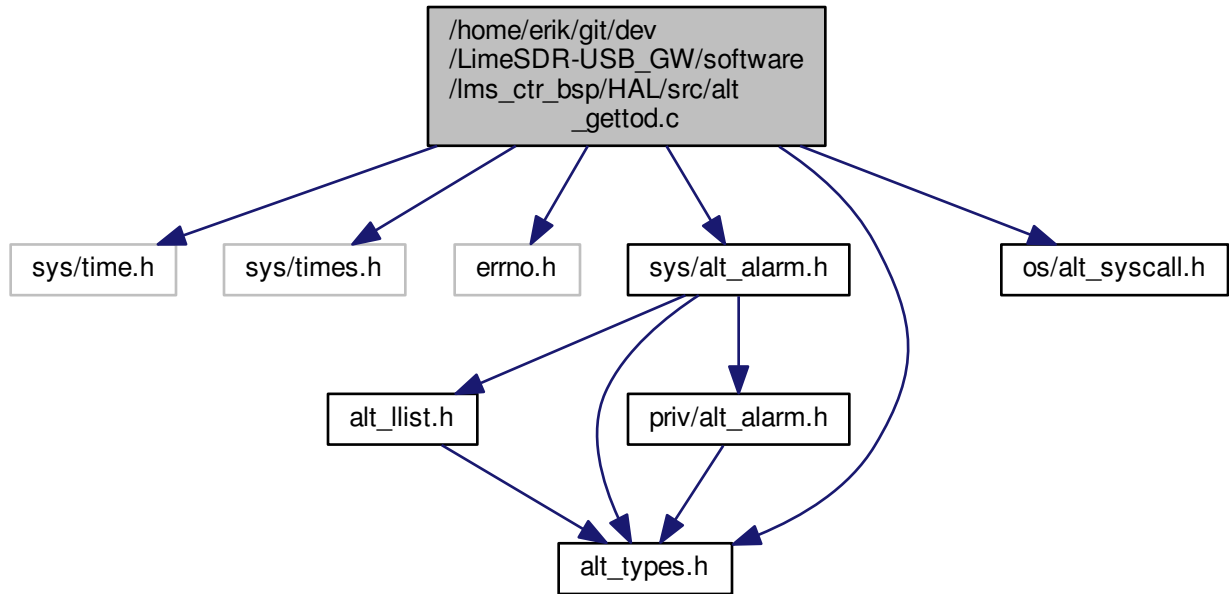 /home/erik/git/dev
/LimeSDR-USB_GW/software
/lms_ctr_bsp/HAL/src/alt
_gettod.c
sys/time.h
sys/times.h
errno.h
sys/alt_alarm.h
os/alt_syscall.h
alt_llist.h
priv/alt_alarm.h
alt_types.h